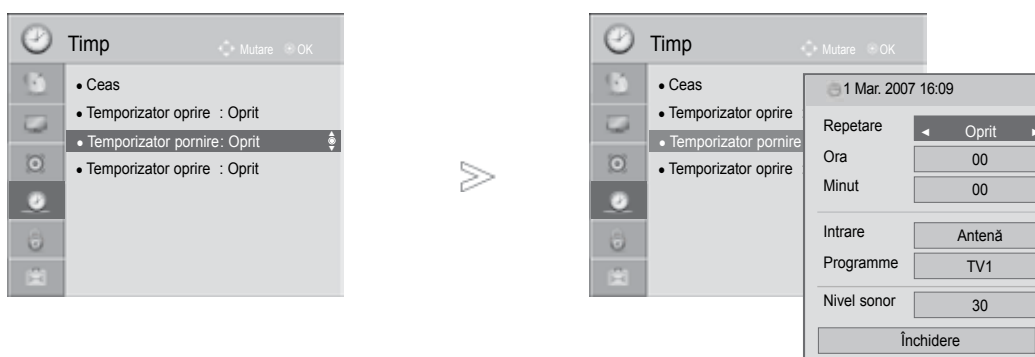 Timp
Mutare OK
• Ceas
• Temporizator oprire : Oprit
• Temporizator pornire: Oprit
• Temporizator oprire : Oprit
Timp
Mutare OK
• Ceas
• Temporizator oprire :
• Temporizator pornire
• Temporizator oprire :
1 Mar. 2007 16:09
Repetare ◄ Oprit ►
Ora 00
Minut 00
Intrare Antenă
Programme TV1
Nivel sonor 30
Închidere